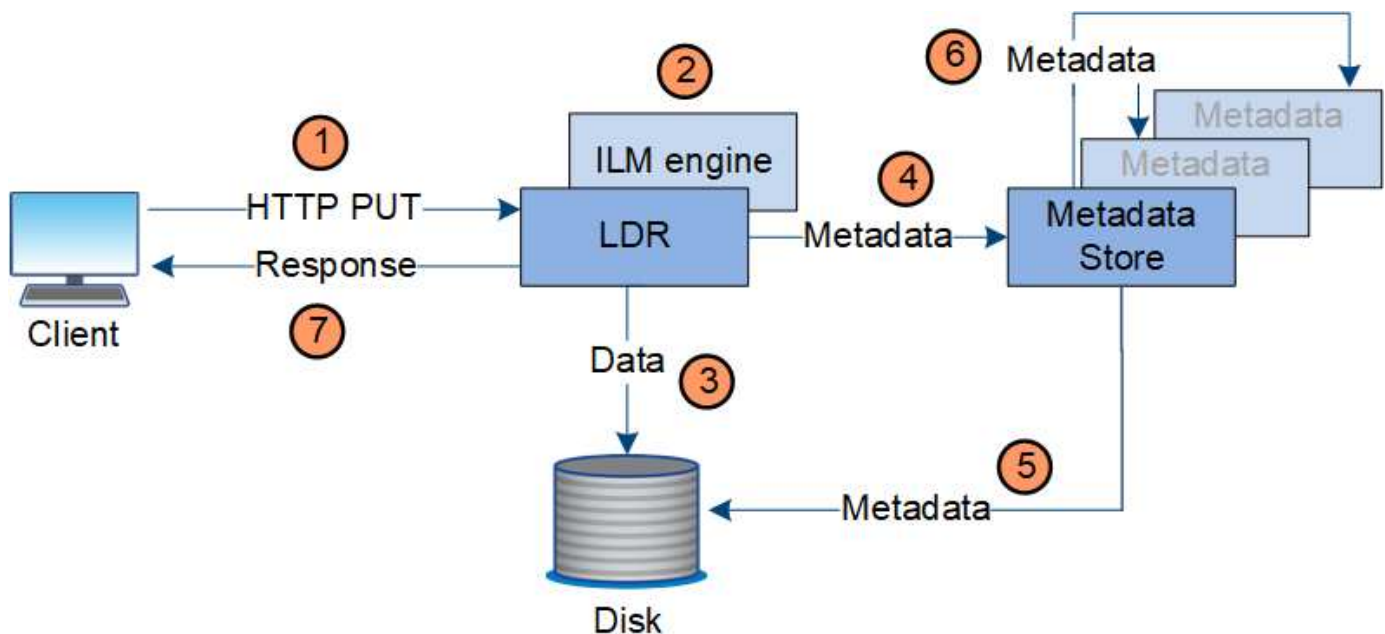 6
Metadata
2
Metadata
1
ILM engine
Metadata
4
HTTP PUT
LDR
Metadata
Metadata
Store
Response
Client
7
Data
3
5
Metadata
Disk